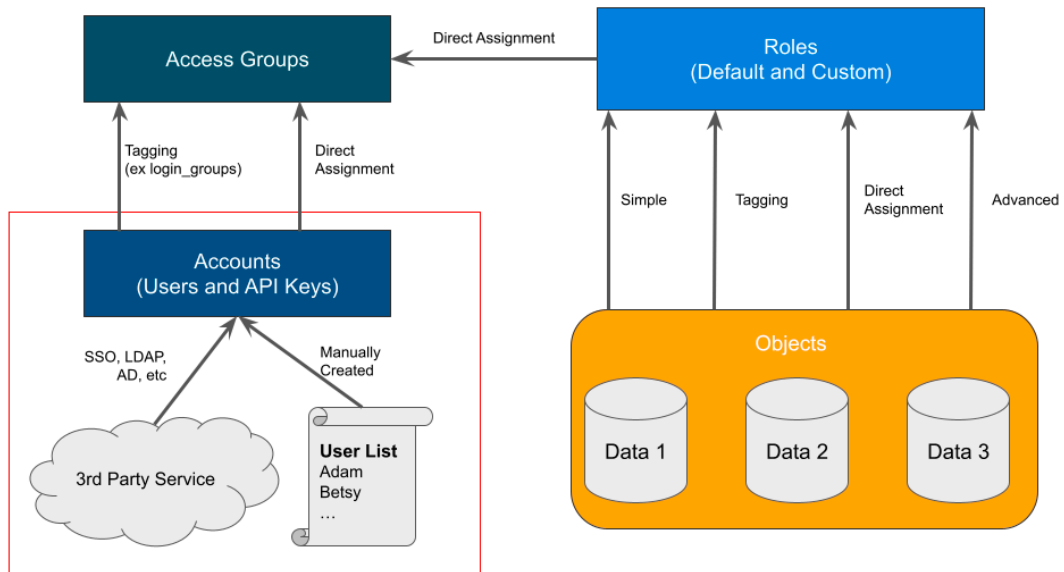 Access Groups
Direct Assignment
Roles
(Default and Custom)
Tagging
(ex login_groups)
Direct
Assignment
Simple
Tagging
Direct
Assignment
Advanced
Accounts
(Users and API Keys)
SSO, LDAP,
AD, etc
Manually
Created
3rd Party Service
User List
Adam
Betsy
…
Objects
Data 1
Data 2
Data 3